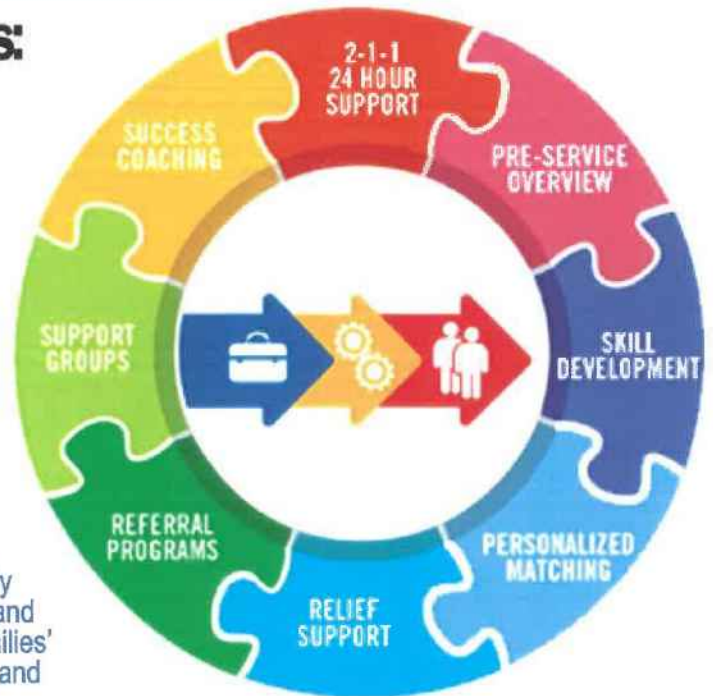 s:
2-1-1
24 HOUR
SUPPORT
PRE-SERVICE
OVERVIEW
SKILL
DEVELOPMENT
PERSONALIZED
MATCHING
RELIEF
SUPPORT
REFERRAL
PROGRAMS
SUPPORT
GROUPS
SUCCESS
COACHING
and
and